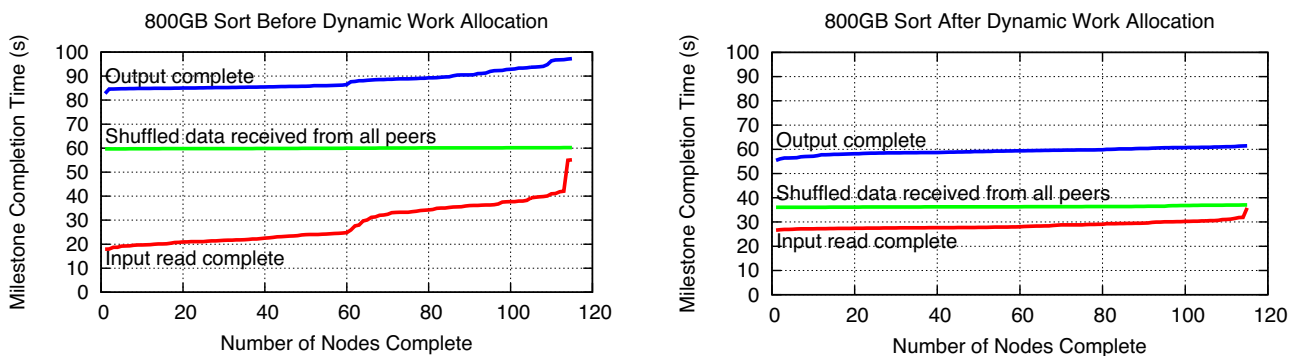 800GB Sort Before Dynamic Work Allocation
Milestone Completion Time (s)
100
90
80
70
60
50
40
30
20
10
0
Output complete
Shuffled data received from all peers
Input read complete
0 20 40 60 80 100 120
Number of Nodes Complete
800GB Sort After Dynamic Work Allocation
Milestone Completion Time (s)
100
90
80
70
60
50
40
30
20
10
0
Output complete
Shuffled data received from all peers
Input read complete
0 20 40 60 80 100 120
Number of Nodes Complete